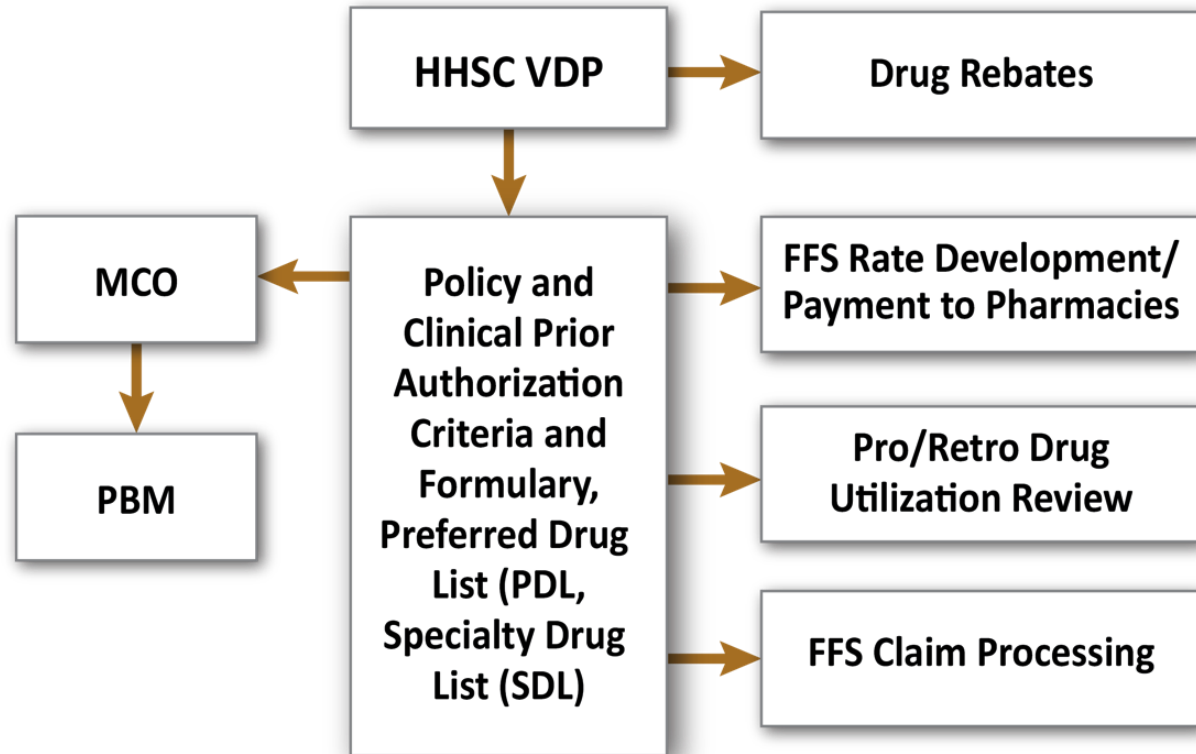 HHSC VDP
Drug Rebates
MCO
PBM
Policy and
Clinical Prior
Authorization
Criteria and
Formulary,
Preferred Drug
List (PDL,
Specialty Drug
List (SDL)
FFS Rate Development/
Payment to Pharmacies
Pro/Retro Drug
Utilization Review
FFS Claim Processing